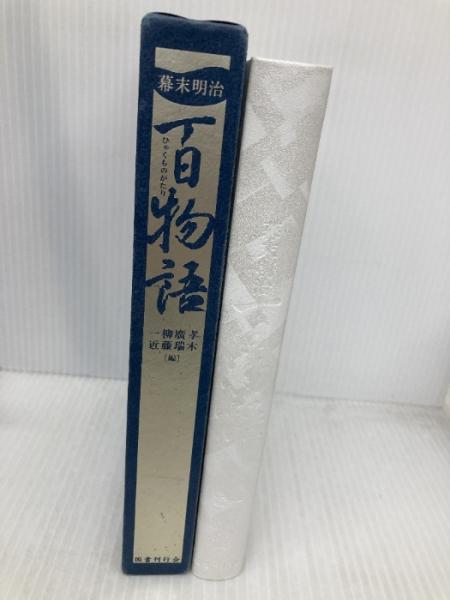 幕末明治
百物語
ひゃくものがたり
一柳廣孝
近藤瑞木
［編］
国書刊行会